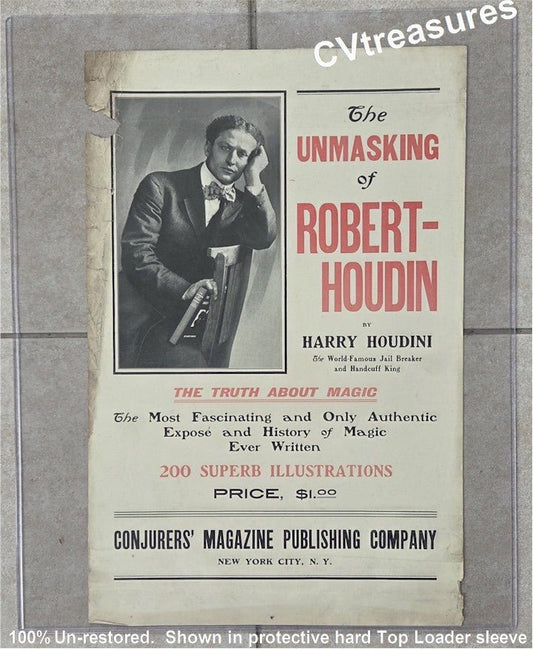 CVtreasures
The
UNMASKING
of
ROBERT-
HOUDIN
BY
HARRY HOUDINI
The World-Famous Jail Breaker
and Handcuff King
THE TRUTH ABOUT MAGIC
The Most Fascinating and Only Authentic
Exposé and History of Magic
Ever Written
200 SUPERB ILLUSTRATIONS
PRICE, $1.00
CONJURERS' MAGAZINE PUBLISHING COMPANY
NEW YORK CITY, N. Y.
100% Un-restored. Shown in protective hard Top Loader sleeve